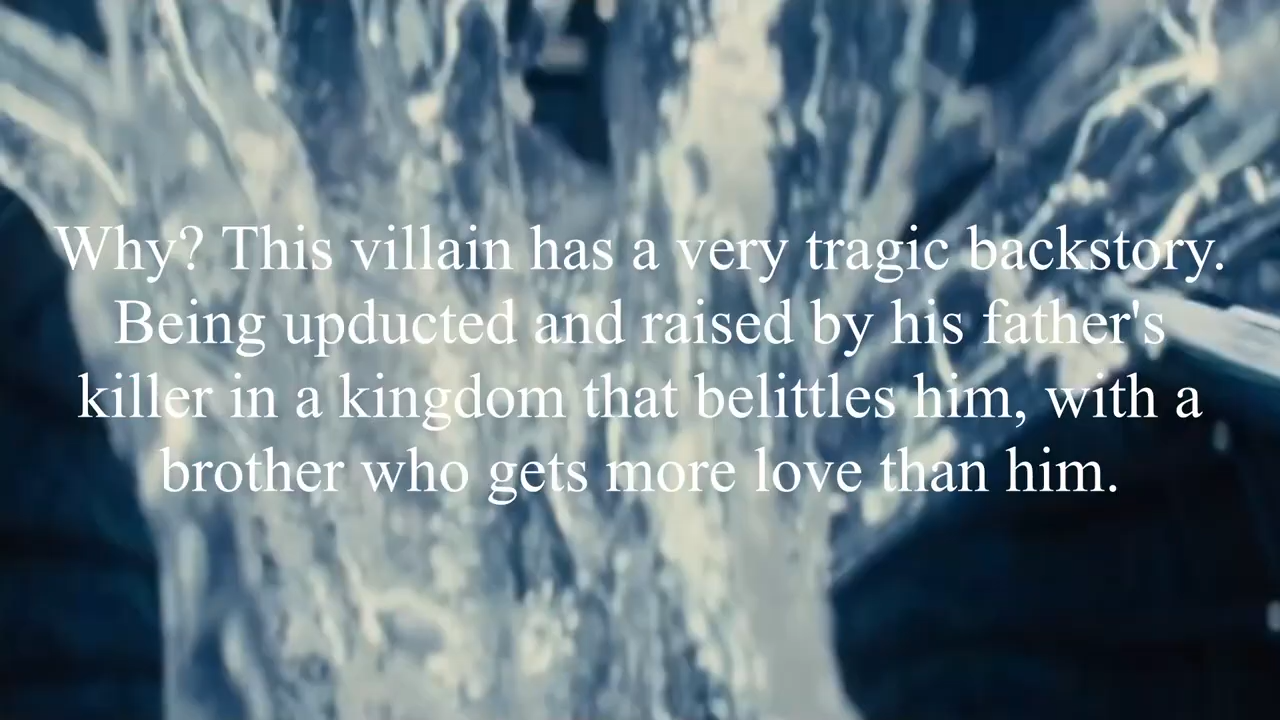 Why? This villain has a very tragic backstory.
Being upducted and raised by his father's
killer in a kingdom that belittles him, with a
brother who gets more love than him.